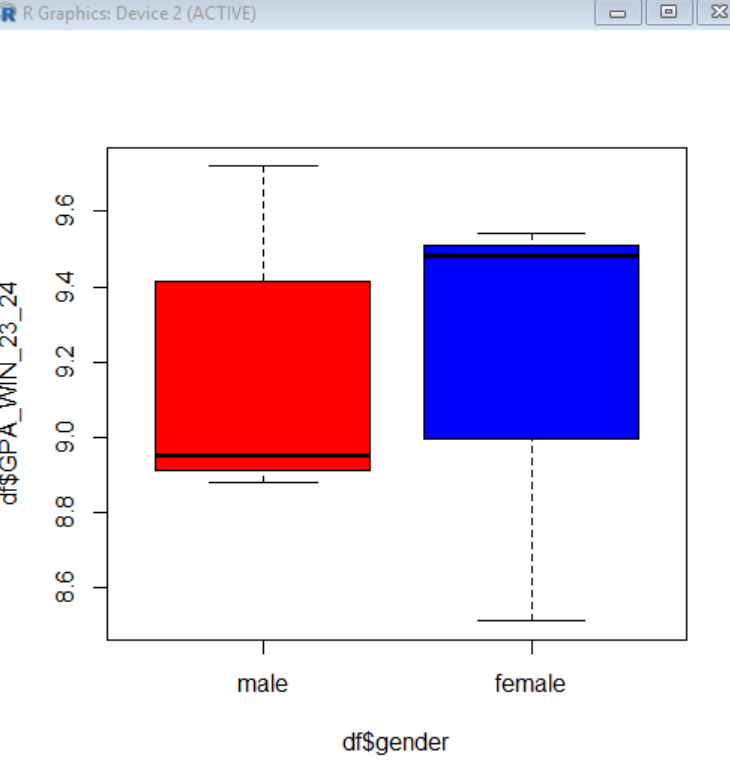 R Graphics: Device 2 (ACTIVE)
df$GPA_WIN_23_24
9.6
9.4
9.2
9.0
8.8
8.6
male female
df$gender